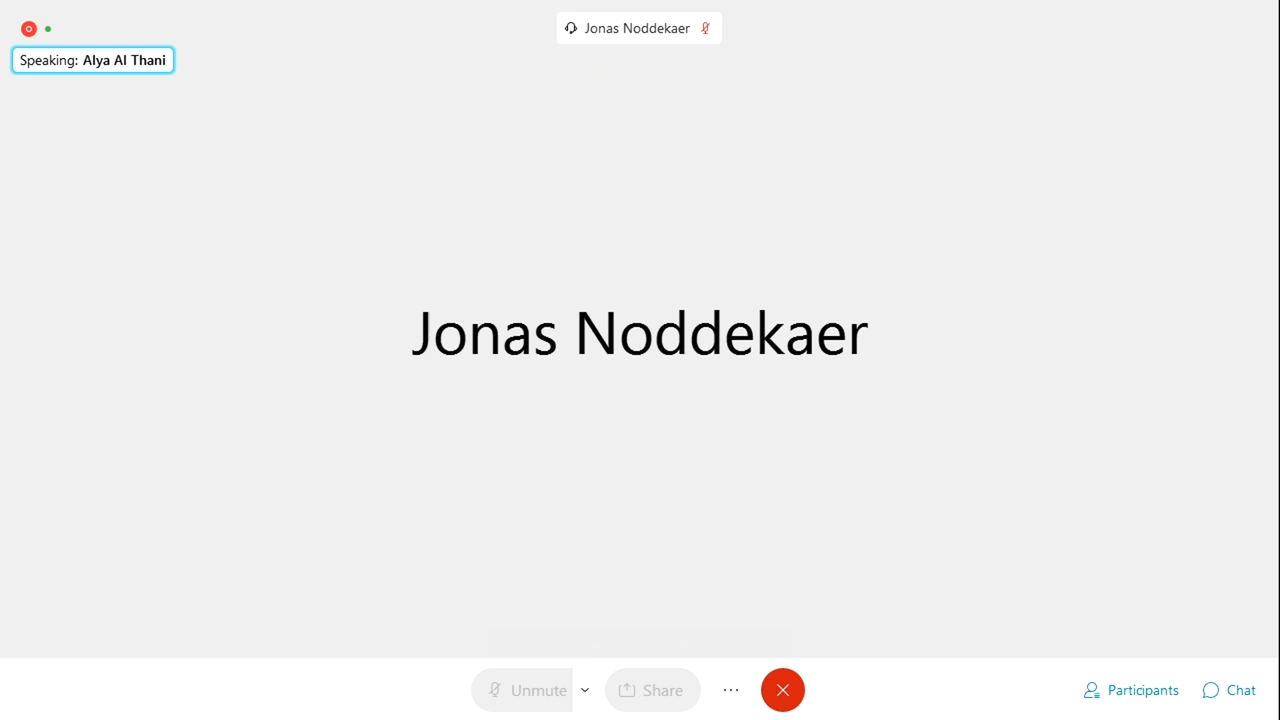 Jonas Noddekaer
Speaking: Alya Al Thani
Jonas Noddekaer
Unmute
Share
Participants
Chat